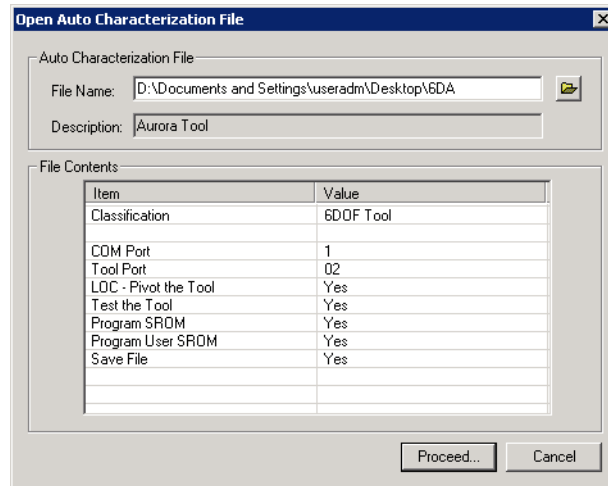 Open Auto Characterization File
Auto Characterization File
File Name: D:\Documents and Settings\useradm\Desktop\6DA
Description: Aurora Tool
File Contents
Item Value
Classification 6DOF Tool
COM Port 1
Tool Port 02
LOC - Pivot the Tool Yes
Test the Tool Yes
Program SROM Yes
Program User SROM Yes
Save File Yes
Proceed... Cancel